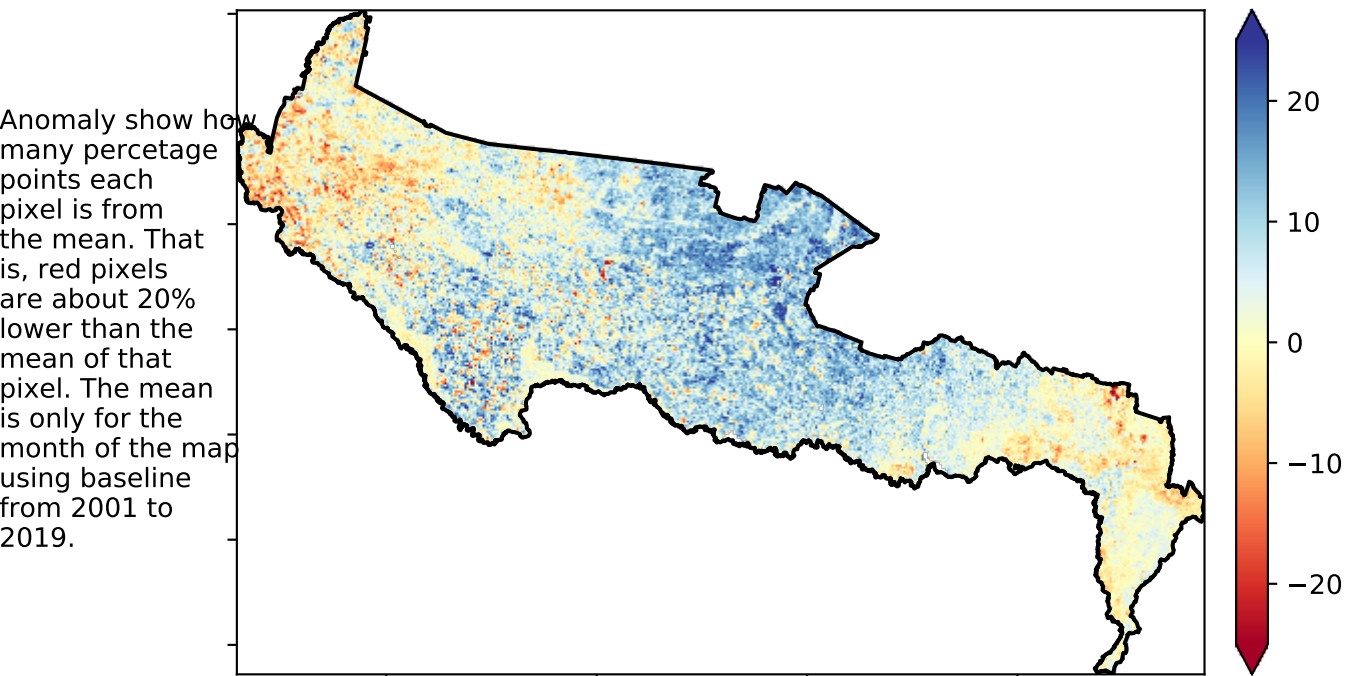 Anomaly show how
many percetage
points each
pixel is from
the mean. That
is, red pixels
are about 20%
lower than the
mean of that
pixel. The mean
is only for the
month of the map
using baseline
from 2001 to
2019.
20
10
0
−10
−20